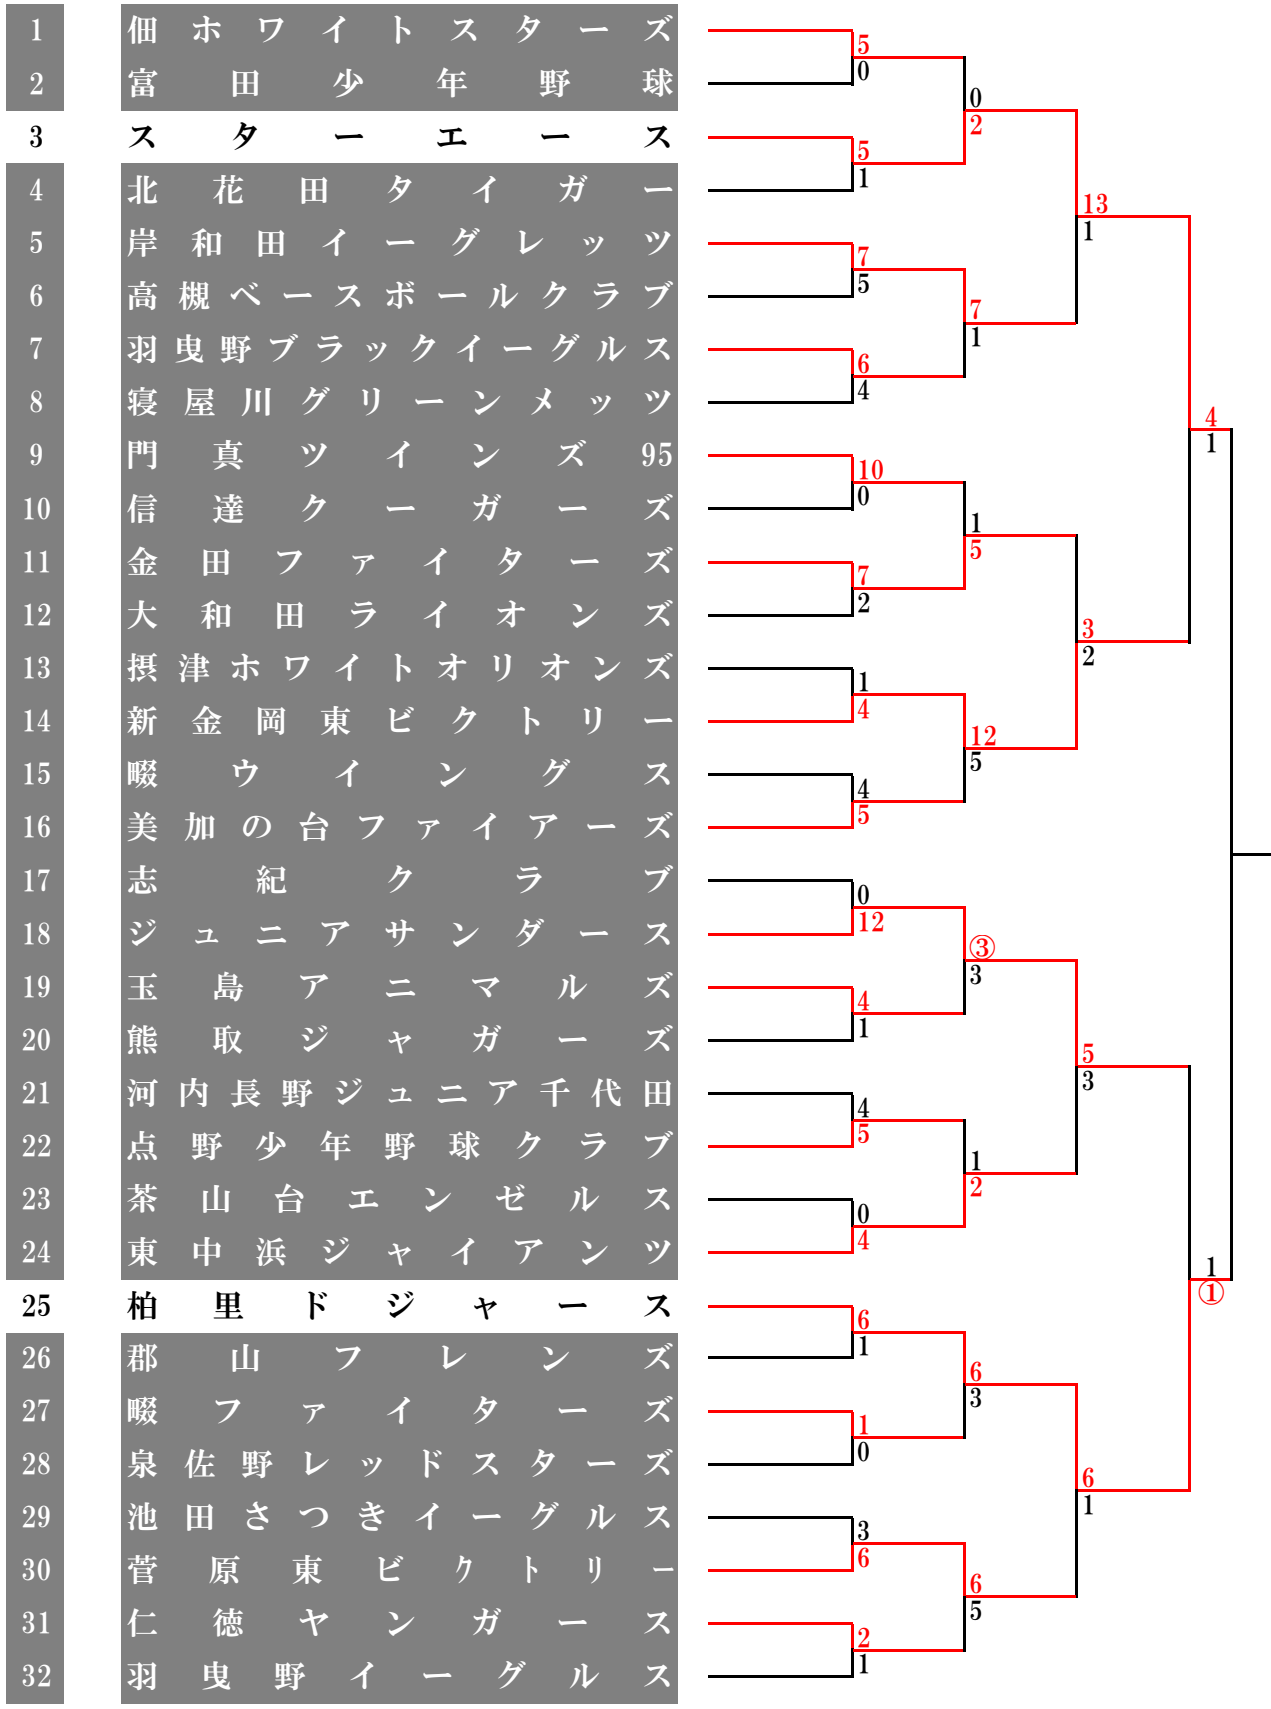 1 佃ホワイトスターズ
2 富田少年野球
3 スターエース
4 北花田タイガー
5 岸和田イーグレッツ
6 高槻ベースボールクラブ
7 羽曳野ブラックイーグルス
8 寝屋川グリーンメッツ
9 門真ツインズ95
10 信達クーガーズ
11 金田ファイターズ
12 大和田ライオンズ
13 摂津ホワイトオリオンズ
14 新金岡東ビクトリー
15 畷ウイングス
16 美加の台ファイアーズ
17 志紀クラブ
18 ジュニアサンダース
19 玉島アニマルズ
20 熊取ジャガーズ
21 河内長野ジュニア千代田
22 点野少年野球クラブ
23 茶山台エンゼルス
24 東中浜ジャイアンツ
25 柏里ドジャース
26 郡山フレンズ
27 畷ファイターズ
28 泉佐野レッドスターズ
29 池田さつきイーグルス
30 菅原東ビクトリー
31 仁徳ヤンガース
32 羽曳野イーグルス
5
0
5
1
7
5
6
4
10
0
7
2
1
4
4
5
0
12
4
1
4
5
0
4
6
1
1
0
3
6
2
1
0
2
7
1
1
5
12
5
③
3
1
2
6
3
6
5
13
1
3
2
5
3
6
1
4
1
1
①